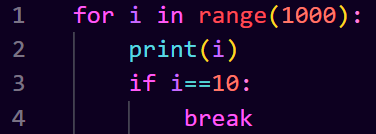 1 for i in range(1000):
2     print(i)
3     if i==10:
4         break